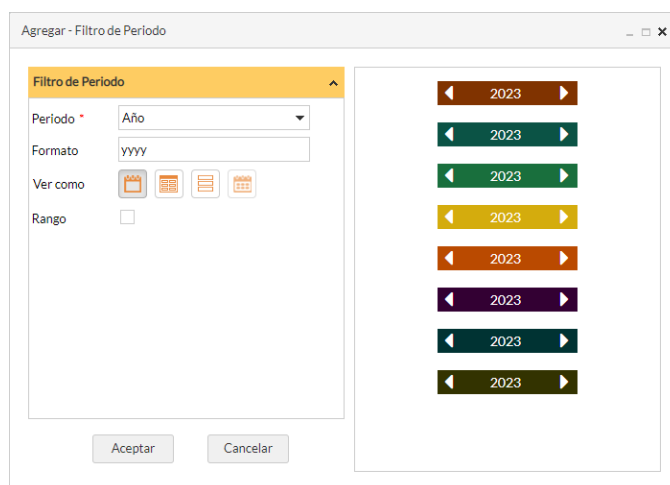 Agregar - Filtro de Periodo
Filtro de Periodo
Periodo * Año
Formato yyyy
Ver como
Rango
Aceptar Cancelar
2023
2023
2023
2023
2023
2023
2023
2023